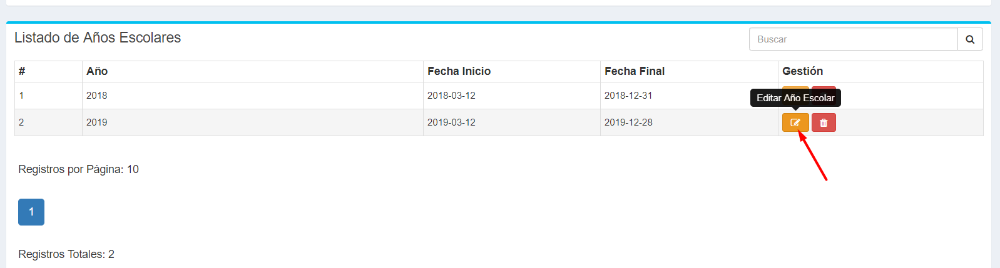 Listado de Años Escolares
Buscar
# Año Fecha Inicio Fecha Final Gestión
1 2018 2018-03-12 2018-12-31
Editar Año Escolar
2 2019 2019-03-12 2019-12-28
Registros por Página: 10
1
Registros Totales: 2